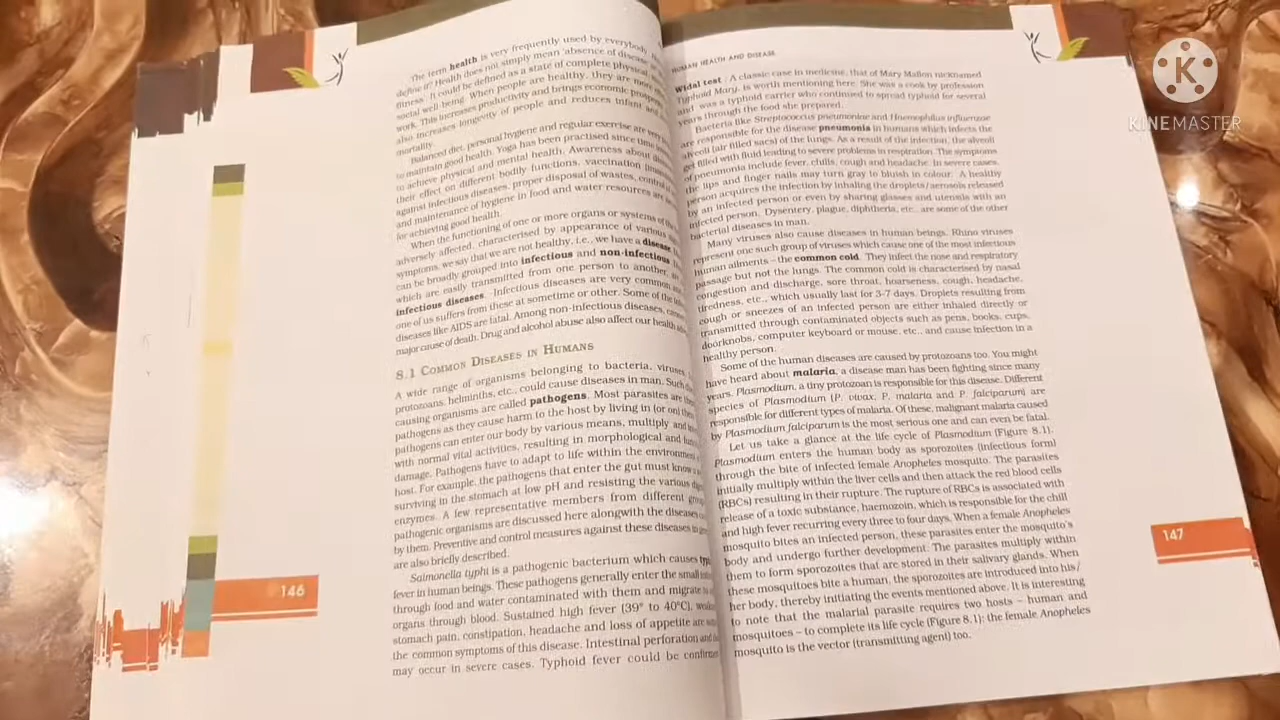 The term health is very frequently used by everybody.
define it? Health does not simply mean 'absence of disease'
fitness'. It could be defined as a state of complete physical,
social well-being. When people are healthy, they are more
work. This increases productivity and brings economic
also increases longevity of people and reduces infant
mortality.
Balanced diet, personal hygiene and regular exercise are very
to maintain good health. Yoga has been practised since time
to achieve physical and mental health. Awareness about
their effect on different bodily functions, vaccination
against infectious diseases, proper disposal of wastes, control
and maintenance of hygiene in food and water resources are
for achieving good health.
When the functioning of one or more organs or systems of the
adversely affected, characterised by appearance of various
symptoms, we say that we are not healthy, i.e., we have a disease.
can be broadly grouped into infectious and non-infectious.
which are easily transmitted from one person to another,
infectious diseases. Infectious diseases are very common
one of us suffers from these at sometime or other. Some of the
diseases like AIDS are fatal. Among non-infectious diseases,
major cause of death. Drug and alcohol abuse also affect our health
8.1 COMMON DISEASES IN HUMANS
A wide range of organisms belonging to bacteria, viruses,
protozoans, helminths, etc., could cause diseases in man. Such
causing organisms are called pathogens. Most parasites are
pathogens as they cause harm to the host by living in (or on)
pathogens can enter our body by various means, multiply and
with normal vital activities, resulting in morphological and
damage. Pathogens have to adapt to life within the environment
host. For example, the pathogens that enter the gut must know
surviving in the stomach at low pH and resisting the various
enzymes. A few representative members from different
pathogenic organisms are discussed here alongwith the diseases
by them. Preventive and control measures against these diseases
are also briefly described.
Salmonella typhi is a pathogenic bacterium which causes
fever in human beings. These pathogens generally enter the small
through food and water contaminated with them and migrate to
organs through blood. Sustained high fever (39° to 40°C),
stomach pain, constipation, headache and loss of appetite are
the common symptoms of this disease. Intestinal perforation and
may occur in severe cases. Typhoid fever could be
146
HUMAN HEALTH AND DISEASE
Widal test. A classic case in medicine, that of Mary Mallon nicknamed
Typhoid Mary, is worth mentioning here. She was a cook by profession
and was a typhoid carrier who continued to spread typhoid for several
years through the food she prepared.
Bacteria like Streptococcus pneumoniae and Haemophilus influenzae
are responsible for the disease pneumonia in humans which infects the
alveoli (air filled sacs) of the lungs. As a result of the infection, the alveoli
get filled with fluid leading to severe problems in respiration. The symptoms
of pneumonia include fever, chills, cough and headache. In severe cases,
the lips and finger nails may turn gray to bluish in colour. A healthy
person acquires the infection by inhaling the droplets/aerosols released
by an infected person or even by sharing glasses and utensils with an
infected person. Dysentery, plague, diphtheria, etc., are some of the other
bacterial diseases in man.
Many viruses also cause diseases in human beings. Rhino viruses
represent one such group of viruses which cause one of the most infectious
human ailments – the common cold. They infect the nose and respiratory
passage but not the lungs. The common cold is characterised by nasal
congestion and discharge, sore throat, hoarseness, cough, headache,
tiredness, etc., which usually last for 3-7 days. Droplets resulting from
cough or sneezes of an infected person are either inhaled directly or
transmitted through contaminated objects such as pens, books, cups,
doorknobs, computer keyboard or mouse, etc., and cause infection in a
healthy person.
Some of the human diseases are caused by protozoans too. You might
have heard about malaria, a disease man has been fighting since many
years. Plasmodium, a tiny protozoan is responsible for this disease. Different
species of Plasmodium (P. vivax, P. malaria and P. falciparum) are
responsible for different types of malaria. Of these, malignant malaria caused
by Plasmodium falciparum is the most serious one and can even be fatal.
Let us take a glance at the life cycle of Plasmodium (Figure 8.1).
Plasmodium enters the human body as sporozoites (infectious form)
through the bite of infected female Anopheles mosquito. The parasites
initially multiply within the liver cells and then attack the red blood cells
(RBCs) resulting in their rupture. The rupture of RBCs is associated with
release of a toxic substance, haemozoin, which is responsible for the chill
and high fever recurring every three to four days. When a female Anopheles
mosquito bites an infected person, these parasites enter the mosquito's
body and undergo further development. The parasites multiply within
them to form sporozoites that are stored in their salivary glands. When
these mosquitoes bite a human, the sporozoites are introduced into his/
her body, thereby initiating the events mentioned above. It is interesting
to note that the malarial parasite requires two hosts – human and
mosquitoes – to complete its life cycle (Figure 8.1); the female Anopheles
mosquito is the vector (transmitting agent) too.
147
K
KINEMASTER